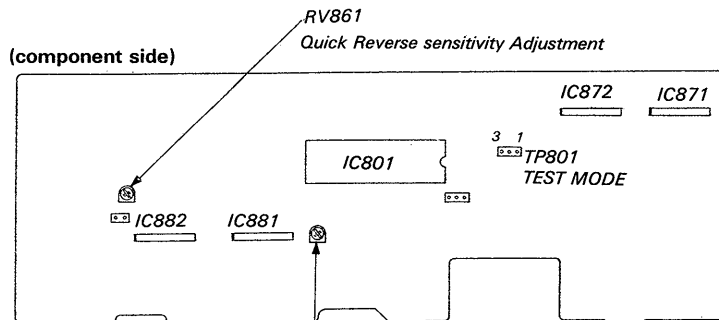 RV861
Quick Reverse sensitivity Adjustment
(component side)
IC872 IC871
3 1
TP801
TEST MODE
IC801
IC882 IC881